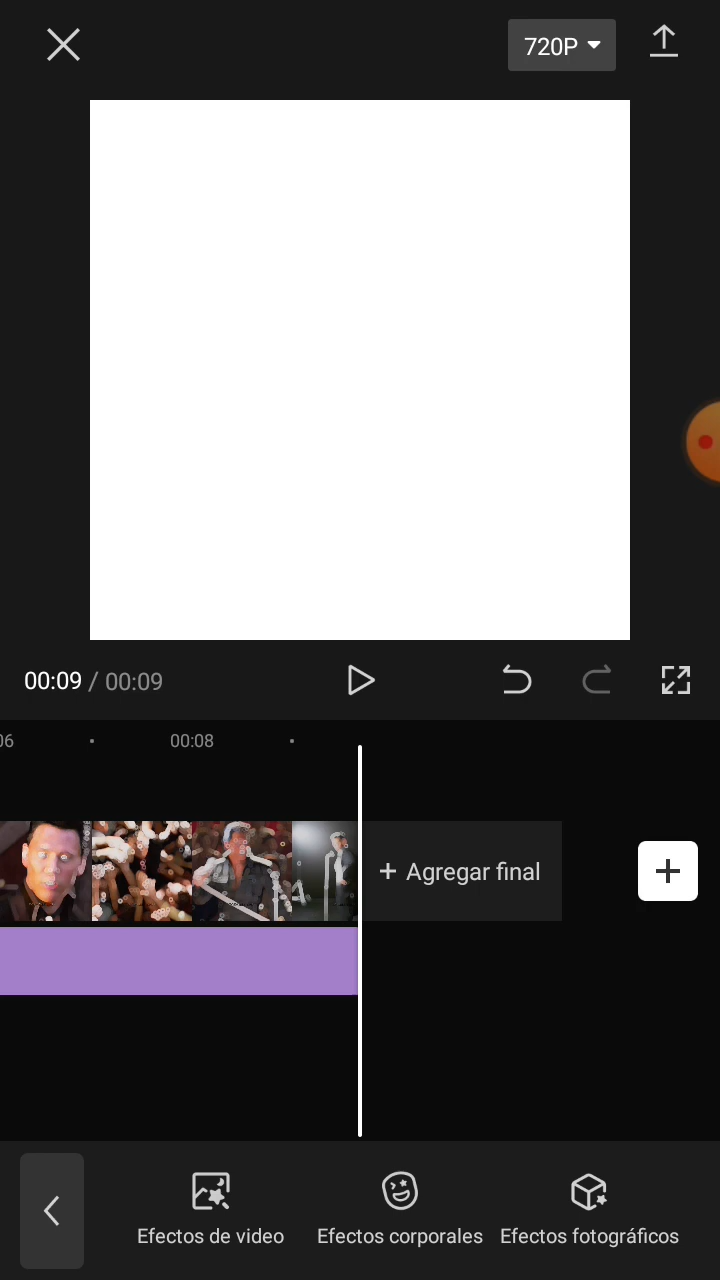 720P
00:09 / 00:09
06
00:08
+ Agregar final
Efectos de video
Efectos corporales
Efectos fotográficos